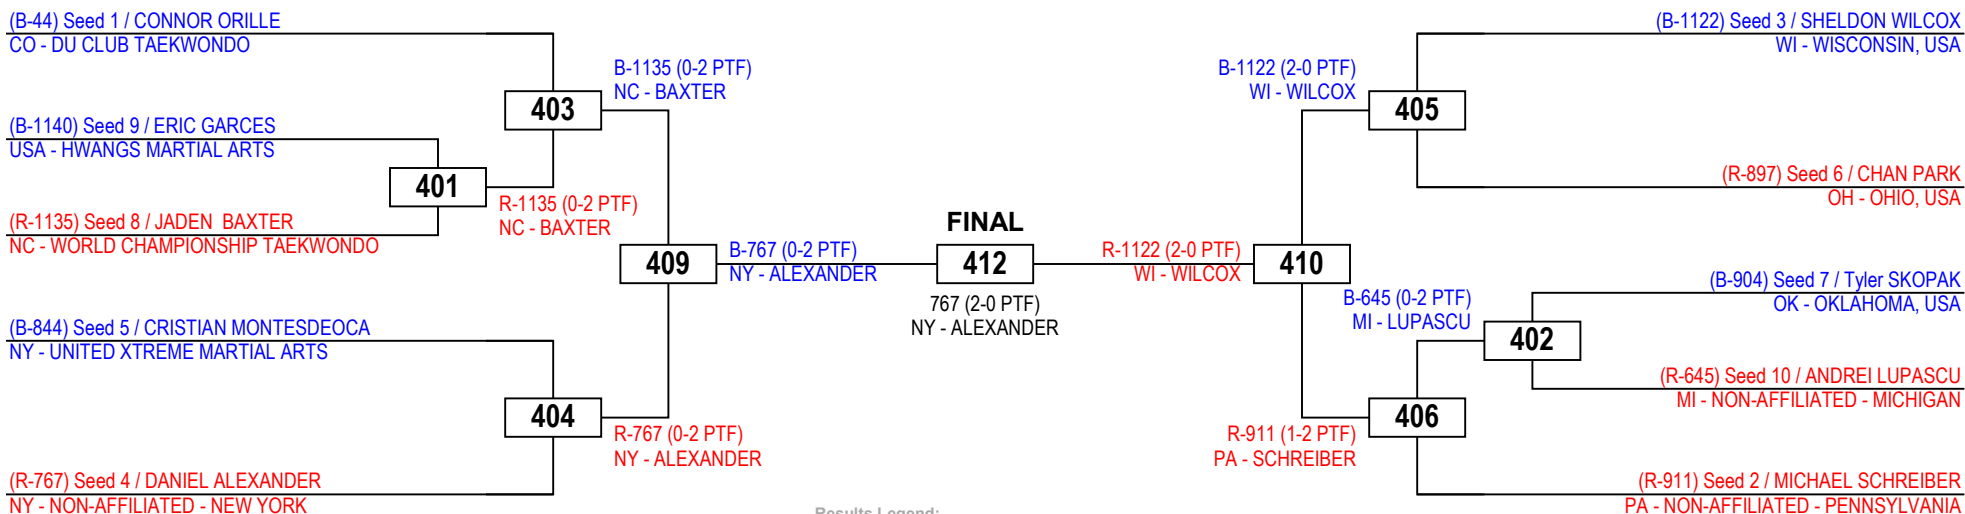 (B-44) Seed 1 / CONNOR ORILLE
CO - DU CLUB TAEKWONDO
(B-1140) Seed 9 / ERIC GARCES
USA - HWANGS MARTIAL ARTS
401
(R-1135) Seed 8 / JADEN  BAXTER
NC - WORLD CHAMPIONSHIP TAEKWONDO
R-1135 (0-2 PTF)
NC - BAXTER
403
B-1135 (0-2 PTF)
NC - BAXTER
(B-844) Seed 5 / CRISTIAN MONTESDEOCA
NY - UNITED XTREME MARTIAL ARTS
404
(R-767) Seed 4 / DANIEL ALEXANDER
NY - NON-AFFILIATED - NEW YORK
R-767 (0-2 PTF)
NY - ALEXANDER
409
B-767 (0-2 PTF)
NY - ALEXANDER
FINAL
412
767 (2-0 PTF)
NY - ALEXANDER
R-1122 (2-0 PTF)
WI - WILCOX
410
B-1122 (2-0 PTF)
WI - WILCOX
405
(B-1122) Seed 3 / SHELDON WILCOX
WI - WISCONSIN, USA
(R-897) Seed 6 / CHAN PARK
OH - OHIO, USA
(B-904) Seed 7 / Tyler SKOPAK
OK - OKLAHOMA, USA
B-645 (0-2 PTF)
MI - LUPASCU
402
(R-645) Seed 10 / ANDREI LUPASCU
MI - NON-AFFILIATED - MICHIGAN
406
R-911 (1-2 PTF)
PA - SCHREIBER
(R-911) Seed 2 / MICHAEL SCHREIBER
PA - NON-AFFILIATED - PENNSYLVANIA
Results Legend: